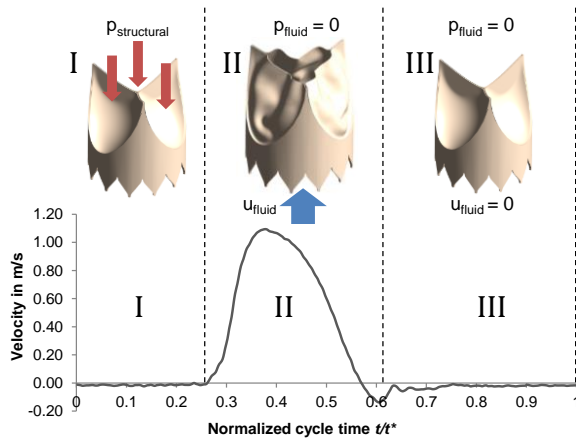 p_structural
p_fluid = 0
p_fluid = 0
I
II
III
u_fluid
u_fluid = 0
1.20
1.00
0.80
0.60
0.40
0.20
0.00
-0.20
Velocity in m/s
I
II
III
0 0.1 0.2 0.3 0.4 0.5 0.6 0.7 0.8 0.9 1
Normalized cycle time t/t*